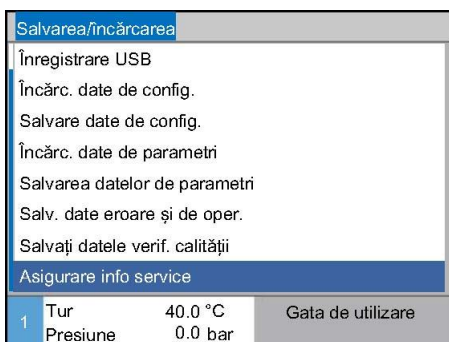 Salvarea/încărcarea
Înregistrare USB
Încărc. date de config.
Salvare date de config.
Încărc. date de parametri
Salvarea datelor de parametri
Salv. date eroare și de oper.
Salvați datele verif. calității
Asigurare info service
1 Tur 40.0 °C Gata de utilizare
Presiune 0.0 bar